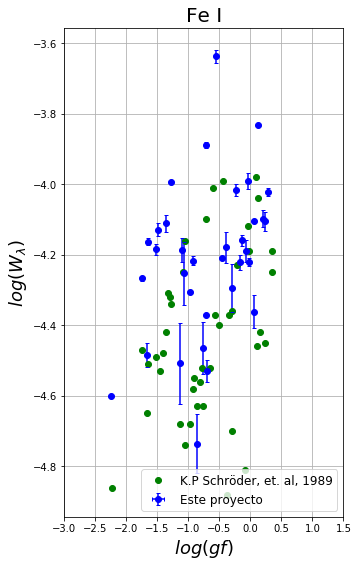 Fe I
−3.6
−3.8
−4.0
−4.2
−4.4
−4.6
−4.8
log(Wλ)
K.P Schröder, et. al, 1989
Este proyecto
−3.0 −2.5 −2.0 −1.5 −1.0 −0.5 0.0 0.5 1.0 1.5
log(gf)